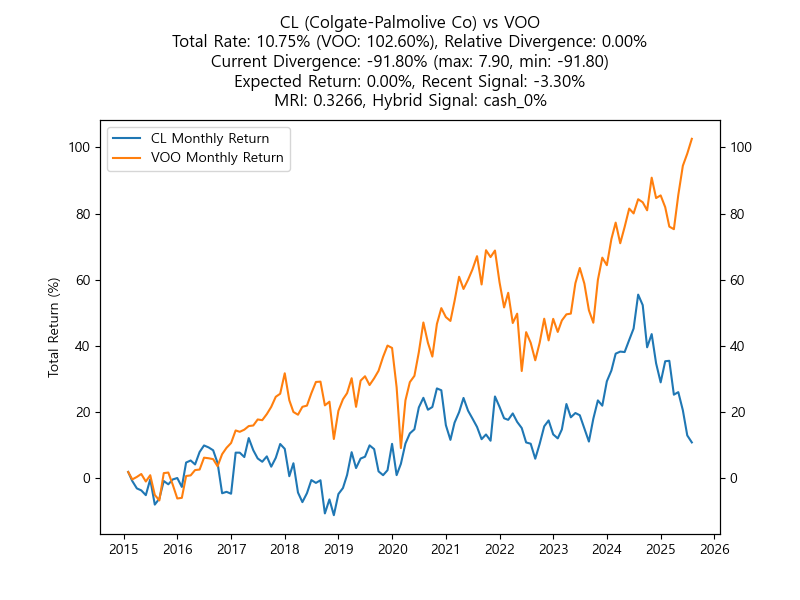 CL (Colgate-Palmolive Co) vs VOO
Total Rate: 10.75% (VOO: 102.60%), Relative Divergence: 0.00%
Current Divergence: -91.80% (max: 7.90, min: -91.80)
Expected Return: 0.00%, Recent Signal: -3.30%
MRI: 0.3266, Hybrid Signal: cash_0%
CL Monthly Return
VOO Monthly Return
100 100
80 80
60 60
40 40
20 20
0 0
Total Return (%)
2015 2016 2017 2018 2019 2020 2021 2022 2023 2024 2025 2026